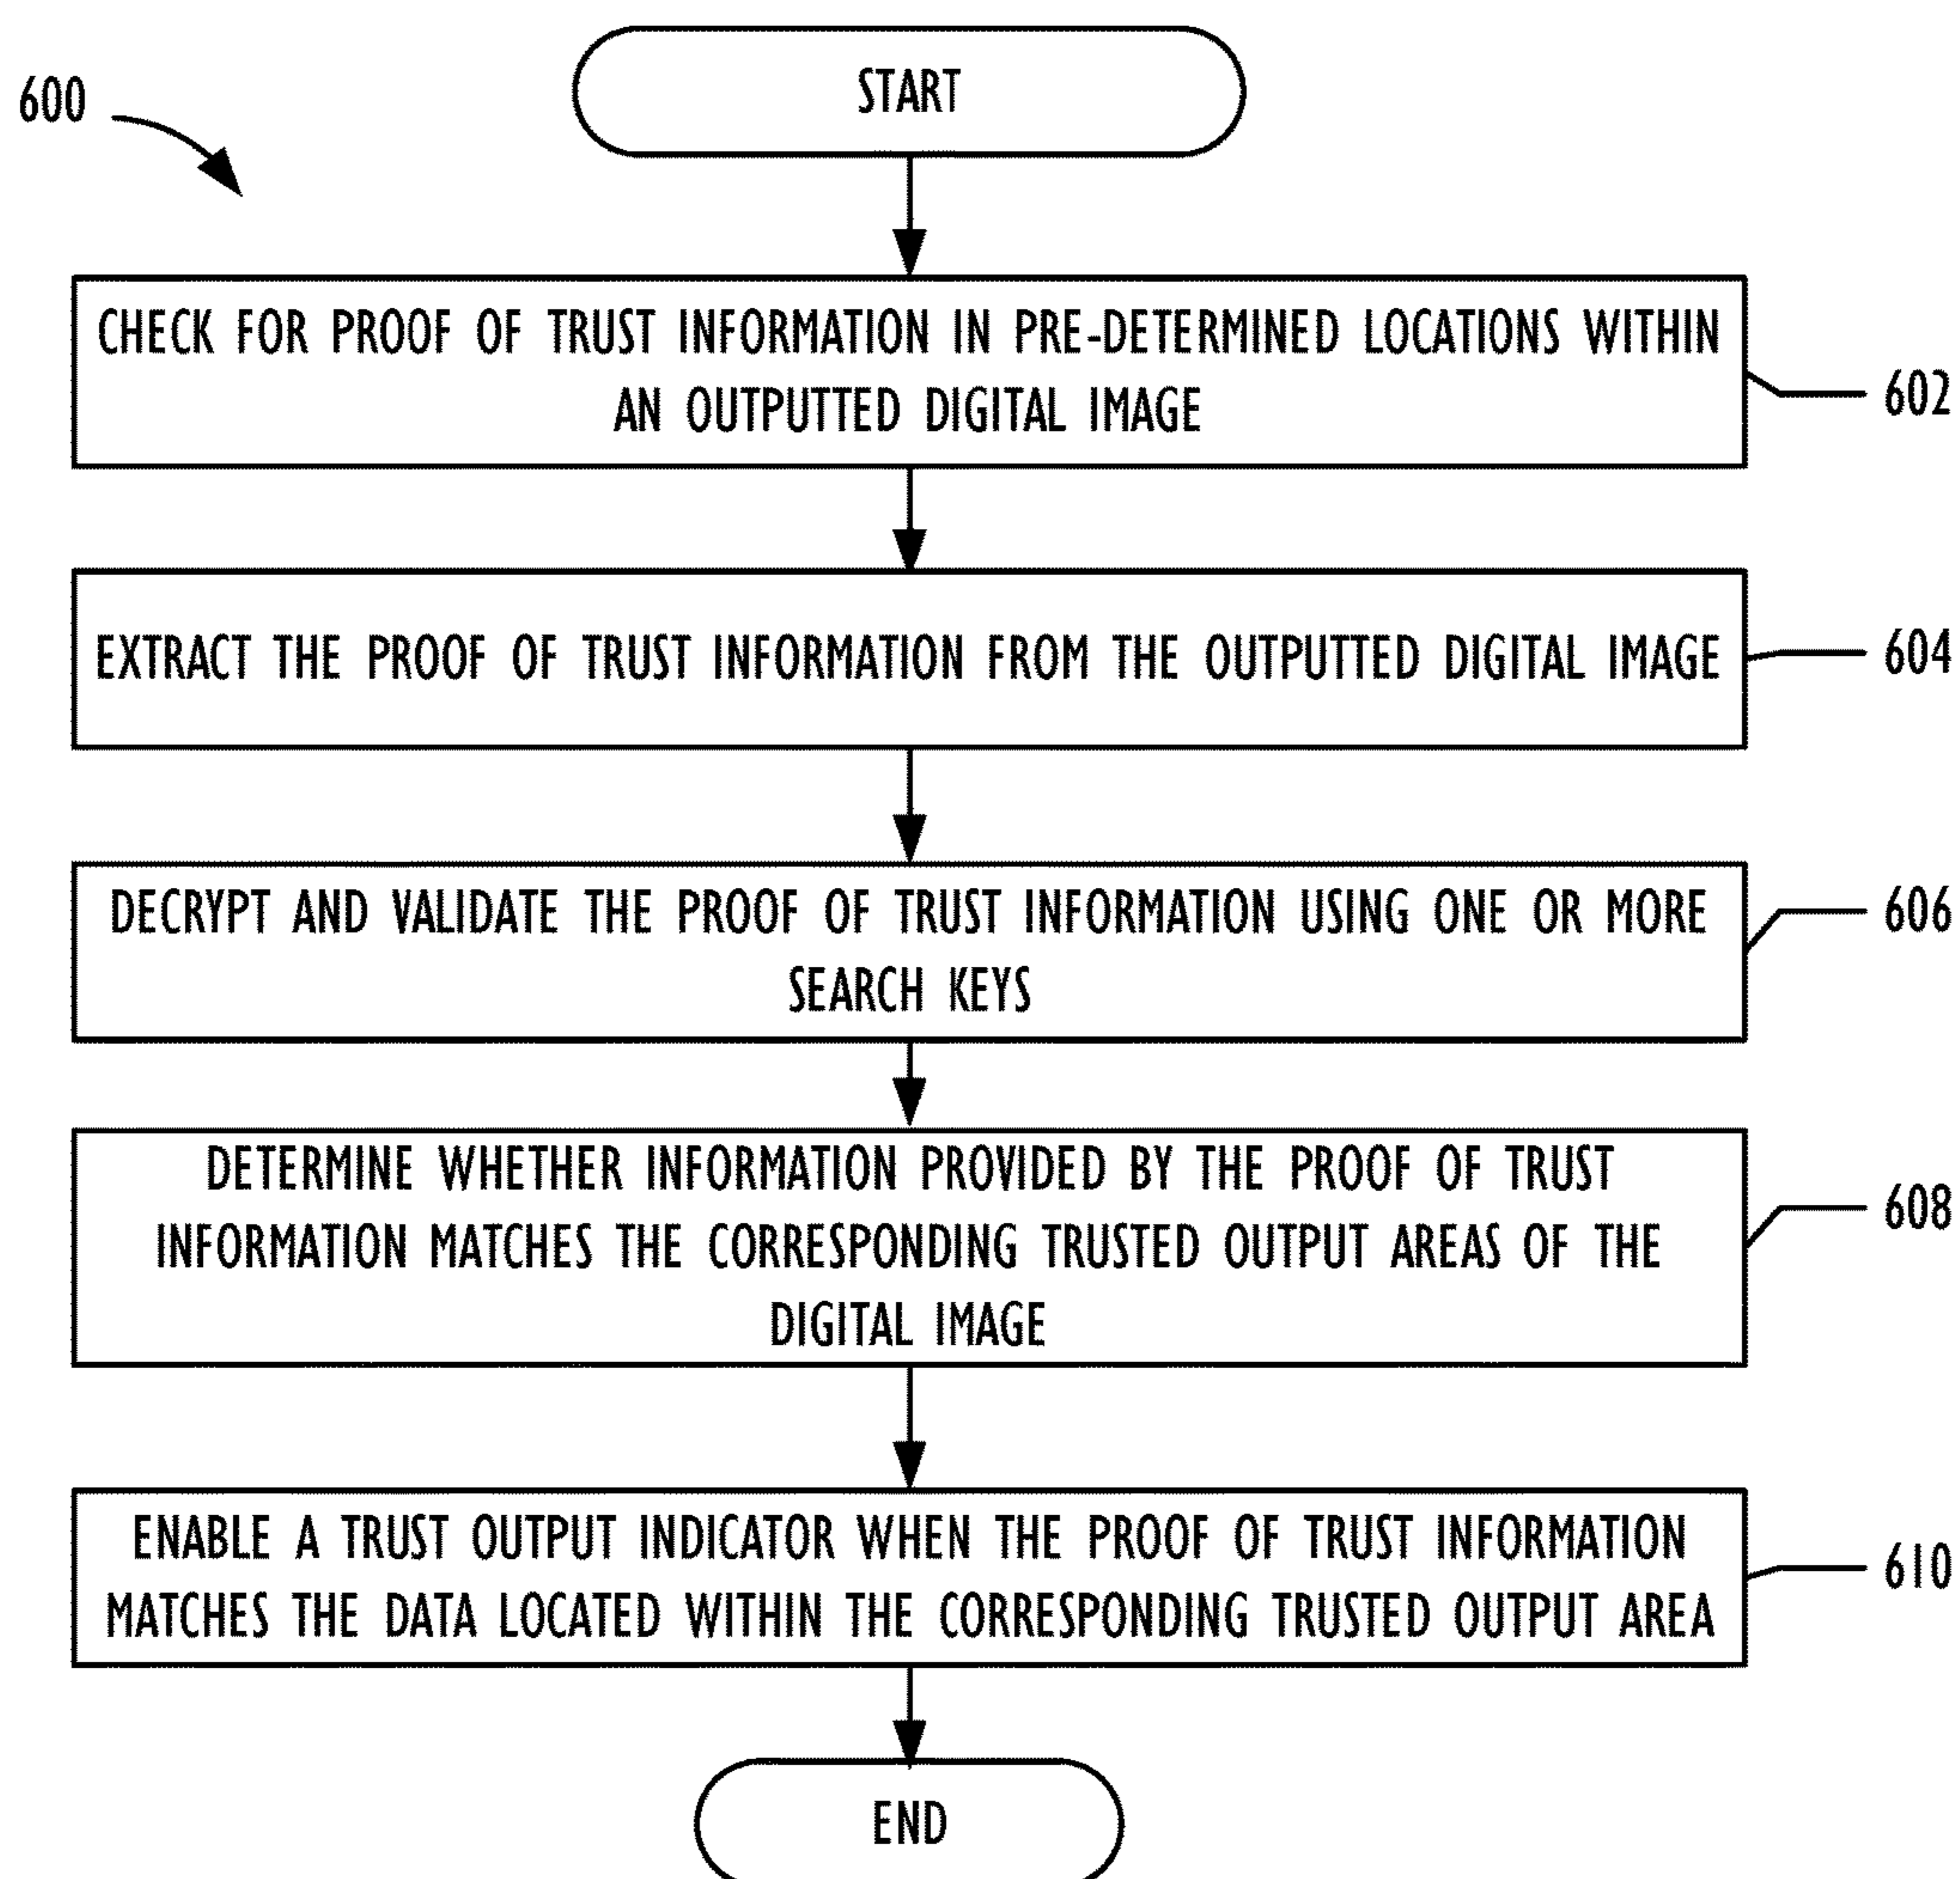 600
START
CHECK FOR PROOF OF TRUST INFORMATION IN PRE-DETERMINED LOCATIONS WITHIN
AN OUTPUTTED DIGITAL IMAGE
602
EXTRACT THE PROOF OF TRUST INFORMATION FROM THE OUTPUTTED DIGITAL IMAGE
604
DECRYPT AND VALIDATE THE PROOF OF TRUST INFORMATION USING ONE OR MORE
SEARCH KEYS
606
DETERMINE WHETHER INFORMATION PROVIDED BY THE PROOF OF TRUST
INFORMATION MATCHES THE CORRESPONDING TRUSTED OUTPUT AREAS OF THE
DIGITAL IMAGE
608
ENABLE A TRUST OUTPUT INDICATOR WHEN THE PROOF OF TRUST INFORMATION
MATCHES THE DATA LOCATED WITHIN THE CORRESPONDING TRUSTED OUTPUT AREA
610
END